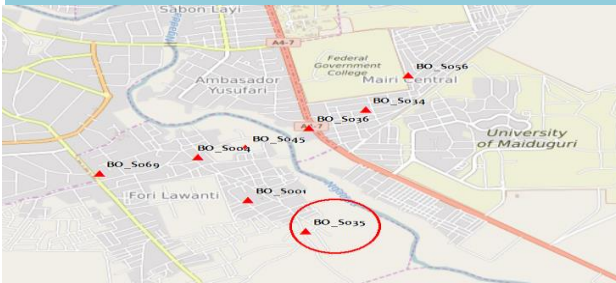 Sabon Layi
A4-7
Federal
Government
College
BO_S056
Ambasador
Yusufari
Mairi Central
BO_S034
BO_S036
University
of Maiduguri
BO_S045
BO_S004
BO_S069
Fori Lawanti
BO_S001
BO_S035